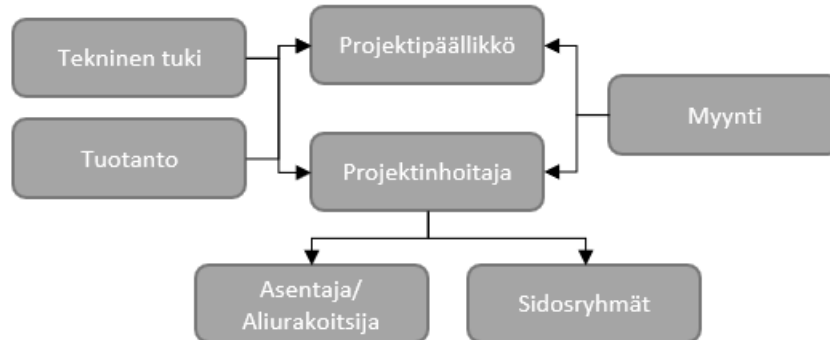 Tekninen tuki
Projektipäällikkö
Myynti
Tuotanto
Projektinhoitaja
Asentaja/
Aliurakoitsija
Sidosryhmät